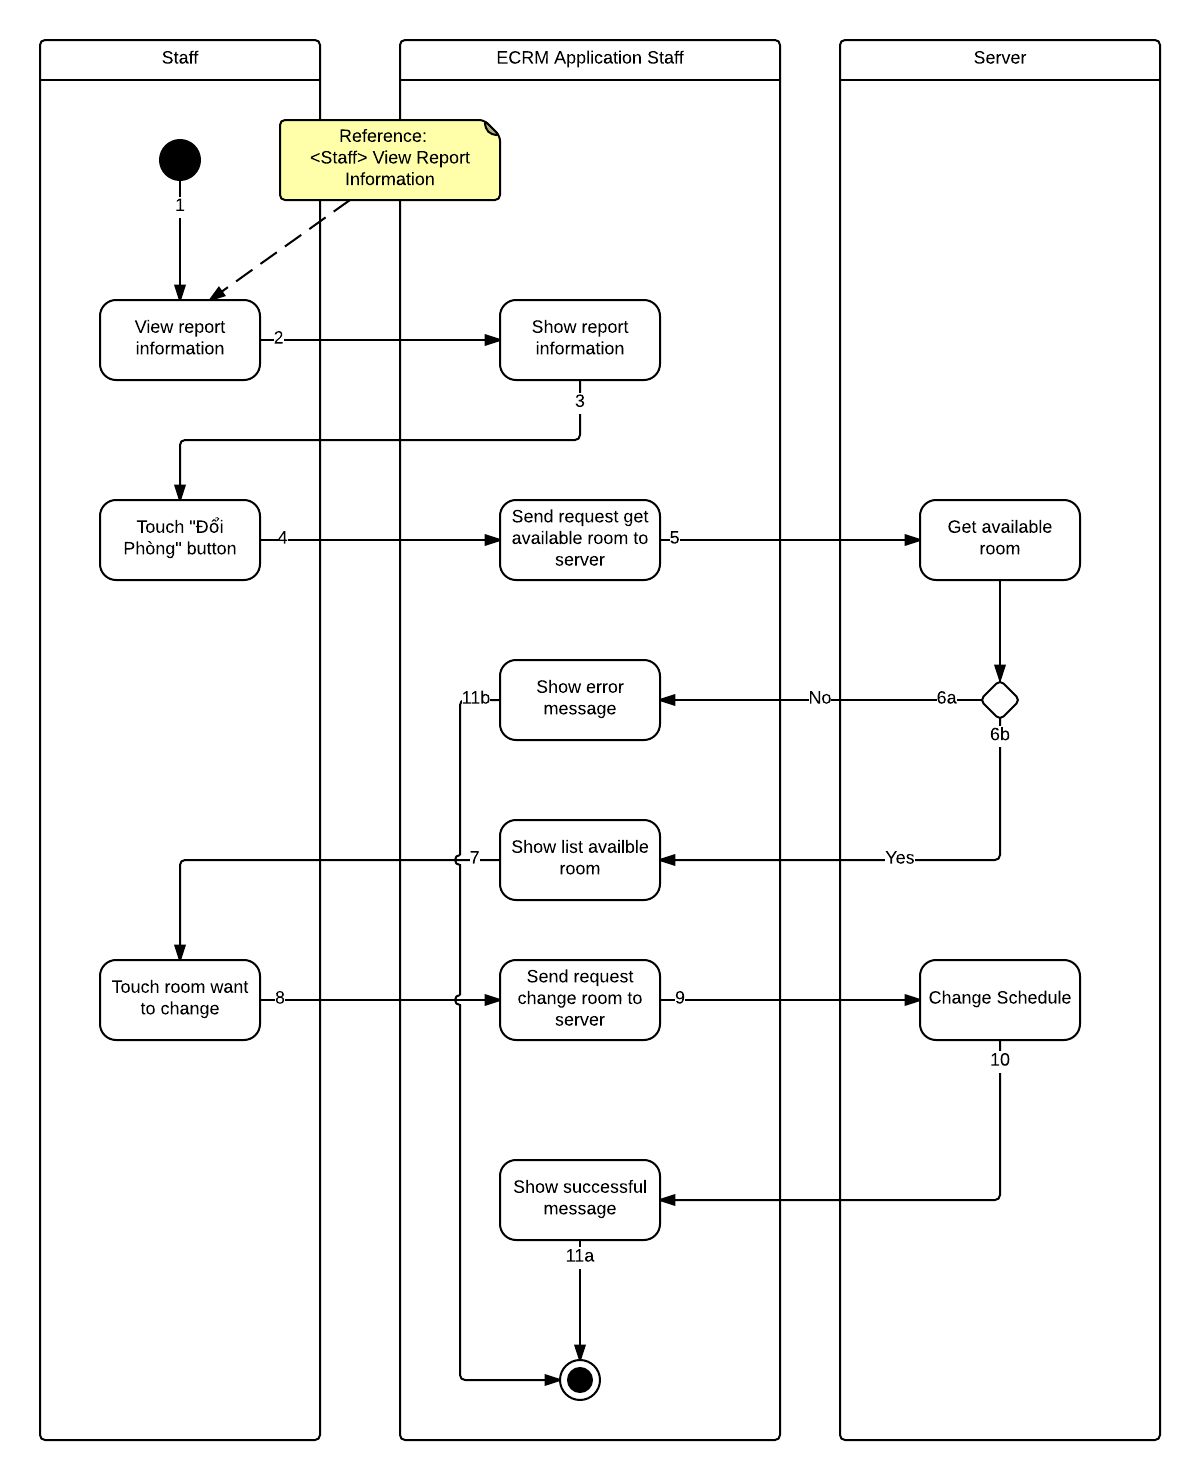 Staff
ECRM Application Staff
Server
Reference:
<Staff> View Report
Information
1
View report
information
2
Show report
information
3
Touch "Đổi
Phòng" button
4
Send request get
available room to
server
5
Get available
room
Show error
message
11b
No
6a
6b
Show list availble
room
7
Yes
Touch room want
to change
8
Send request
change room to
server
9
Change Schedule
10
Show successful
message
11a